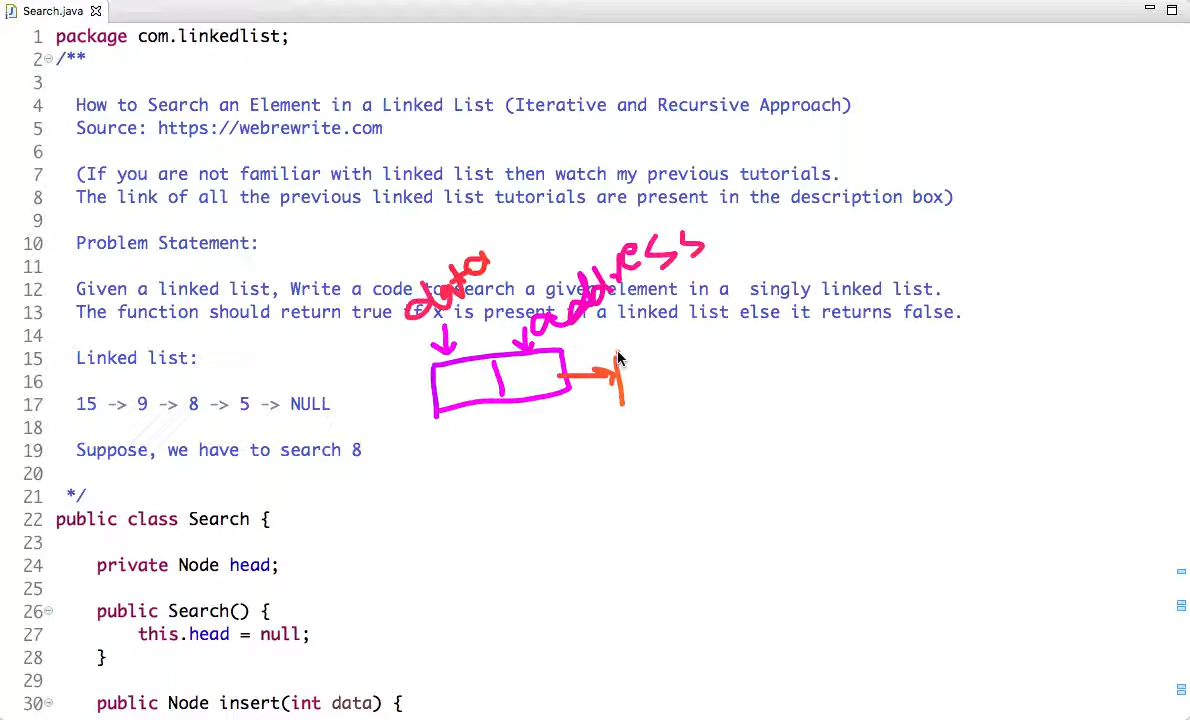 Search.java
1 package com.linkedlist;
2 /**
3
4 How to Search an Element in a Linked List (Iterative and Recursive Approach)
5 Source: https://webrewrite.com
6
7 (If you are not familiar with linked list then watch my previous tutorials.
8 The link of all the previous linked list tutorials are present in the description box)
9
10 Problem Statement:
11
12 Given a linked list, Write a code to search a given element in a  singly linked list.
13 The function should return true if x is present in a linked list else it returns false.
14
15 Linked list:
16
17 15 -> 9 -> 8 -> 5 -> NULL
18
19 Suppose, we have to search 8
20
21 */
22 public class Search {
23
24 private Node head;
25
26 public Search() {
27 this.head = null;
28 }
29
30 public Node insert(int data) {
data
address